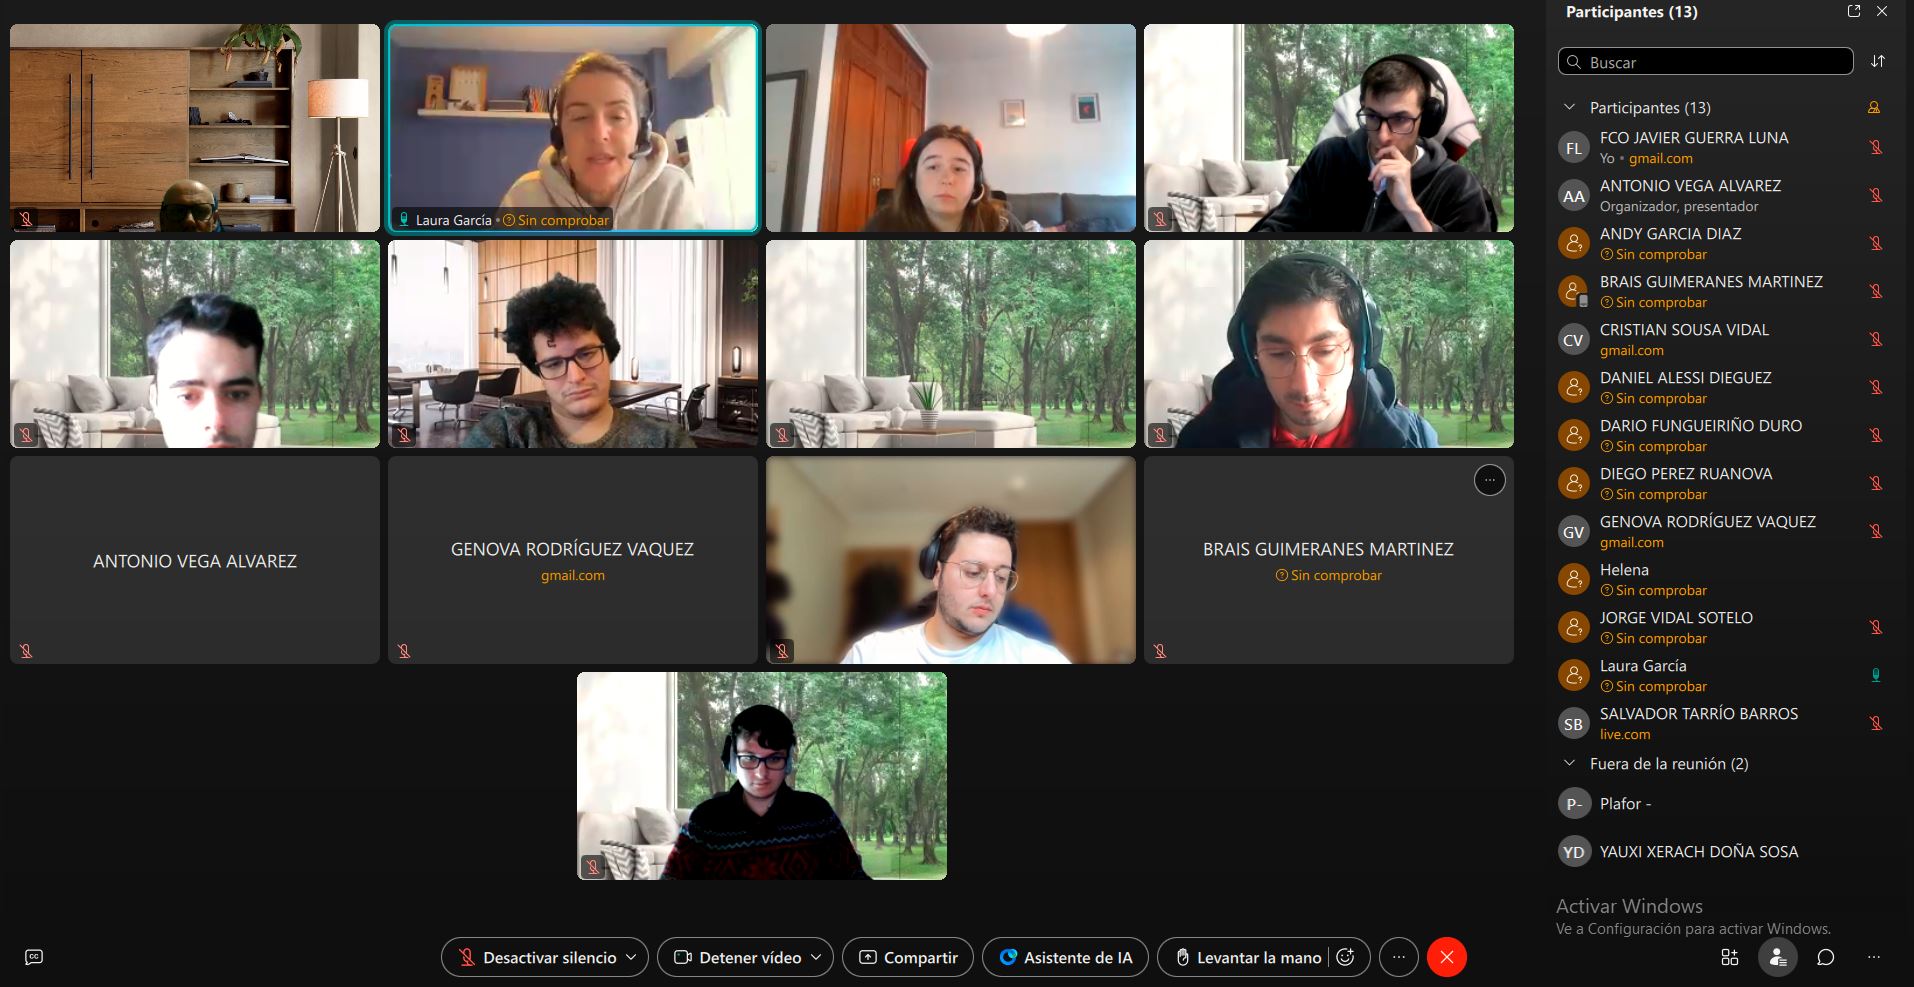 Laura García • Sin comprobar
ANTONIO VEGA ALVAREZ
GENOVA RODRÍGUEZ VAQUEZ
gmail.com
BRAIS GUIMERANES MARTINEZ
Sin comprobar
Desactivar silencio
Detener vídeo
Compartir
Asistente de IA
Levantar la mano
Participantes (13)
Buscar
Participantes (13)
FL
FCO JAVIER GUERRA LUNA
Yo • gmail.com
AA
ANTONIO VEGA ALVAREZ
Organizador, presentador
ANDY GARCIA DIAZ
Sin comprobar
BRAIS GUIMERANES MARTINEZ
Sin comprobar
CV
CRISTIAN SOUSA VIDAL
gmail.com
DANIEL ALESSI DIEGUEZ
Sin comprobar
DARIO FUNGUEIRIÑO DURO
Sin comprobar
DIEGO PEREZ RUANOVA
Sin comprobar
GV
GENOVA RODRÍGUEZ VAQUEZ
gmail.com
Helena
Sin comprobar
JORGE VIDAL SOTELO
Sin comprobar
Laura García
Sin comprobar
SB
SALVADOR TARRÍO BARROS
live.com
Fuera de la reunión (2)
P-
Plafor -
YD
YAUXI XERACH DOÑA SOSA
Activar Windows
Ve a Configuración para activar Windows.